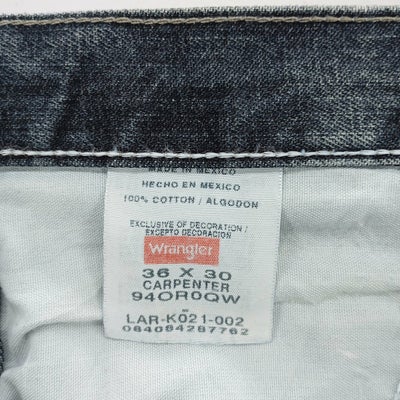 MADE IN MEXICO
HECHO EN MEXICO
100% COTTON / ALGODON
EXCLUSIVE OF DECORATION/
EXCEPTO DECORACION
Wrangler
36 X 30
CARPENTER
94OR0QW
LAR-K021-002
084084287762